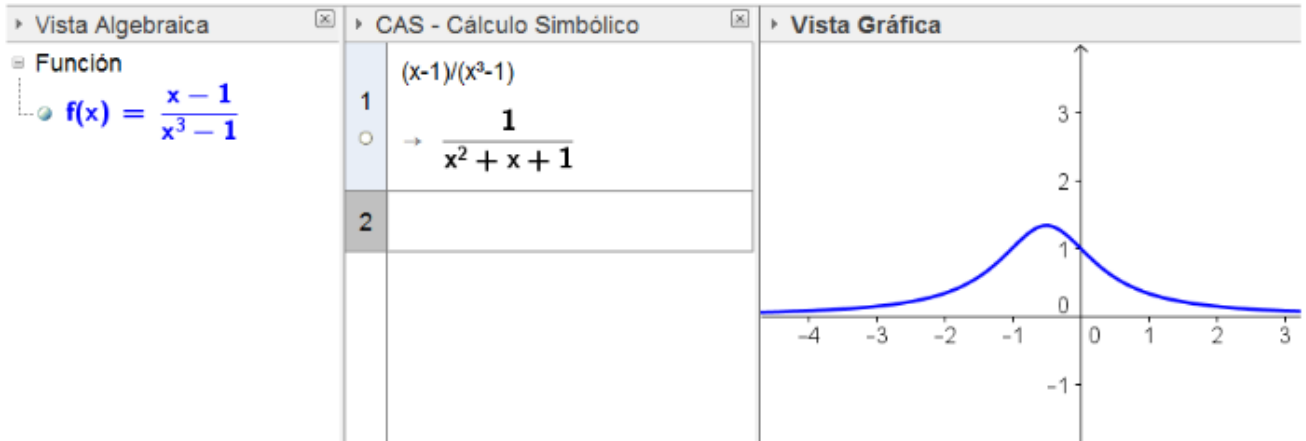 Vista Algebraica
Función
f(x) = (x − 1)/(x³ − 1)
CAS - Cálculo Simbólico
1
(x-1)/(x³-1)
→ 1/(x² + x + 1)
2
Vista Gráfica
3
2
1
0
-4 -3 -2 -1 0 1 2 3
-1